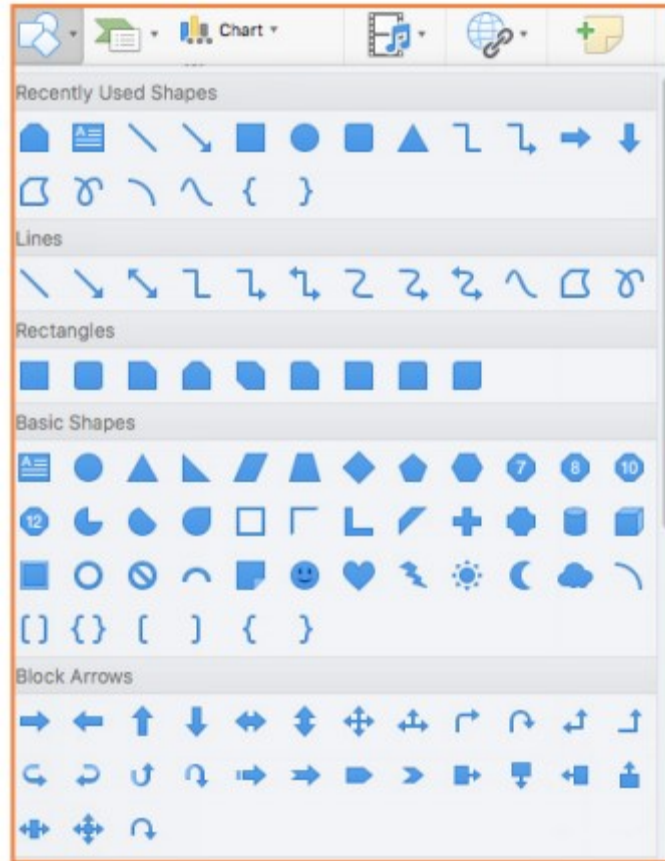 Chart
Recently Used Shapes
A
Lines
Rectangles
Basic Shapes
A 7 8 10
12
Block Arrows